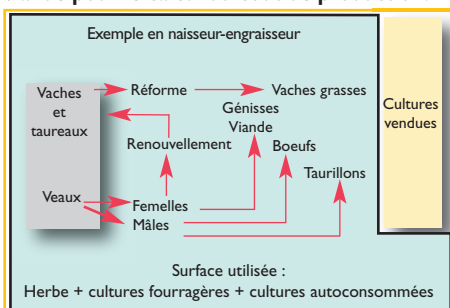 Exemple en naisseur-engraisseur
Vaches
et
taureaux
Réforme
Vaches grasses
Génisses
Viande
Renouvellement
Boeufs
Taurillons
Veaux
Femelles
Mâles
Cultures
vendues
Surface utilisée :
Herbe + cultures fourragères + cultures autoconsommées